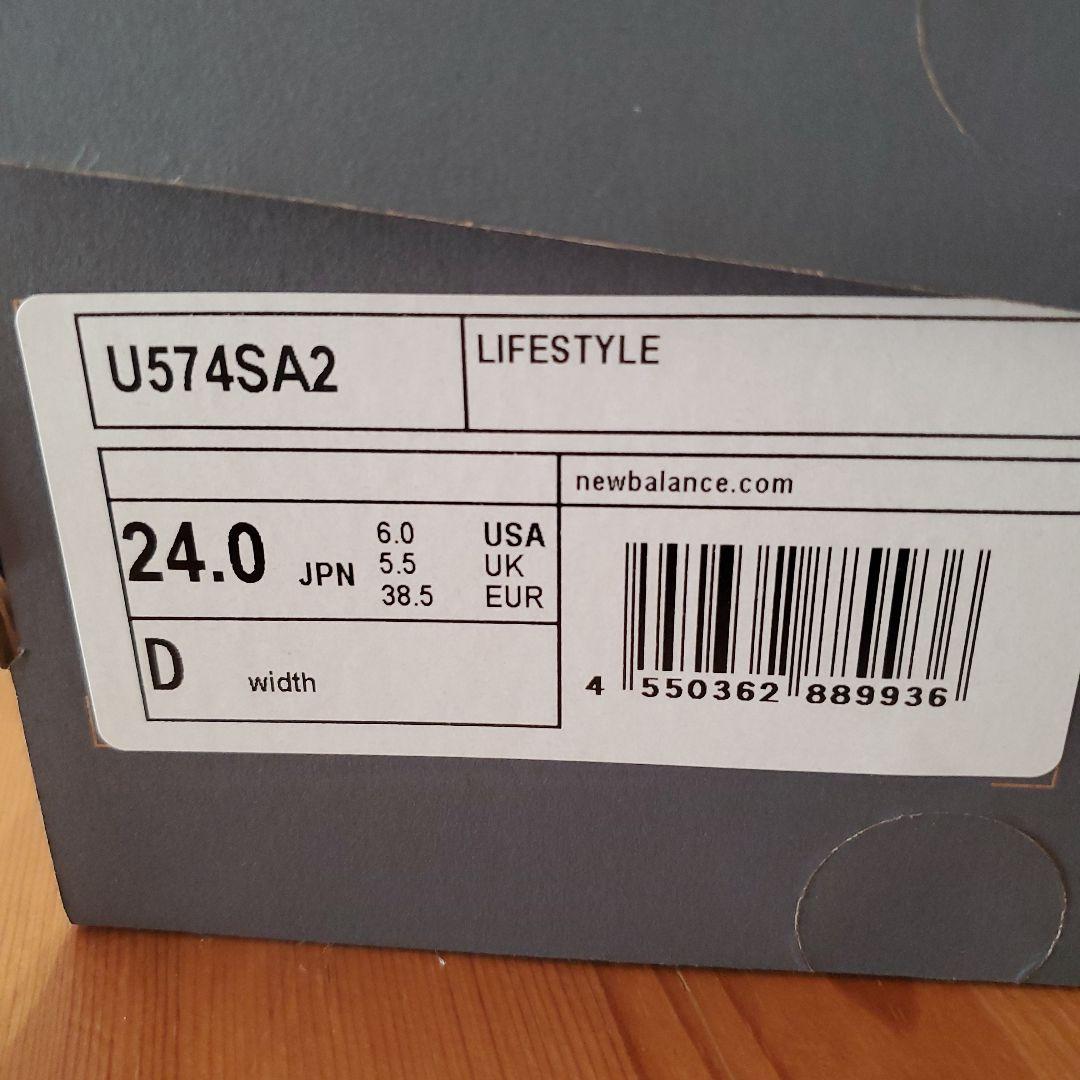 U574SA2
LIFESTYLE
newbalance.com
24.0 JPN
6.0 USA
5.5 UK
38.5 EUR
D width
4 550362 889936